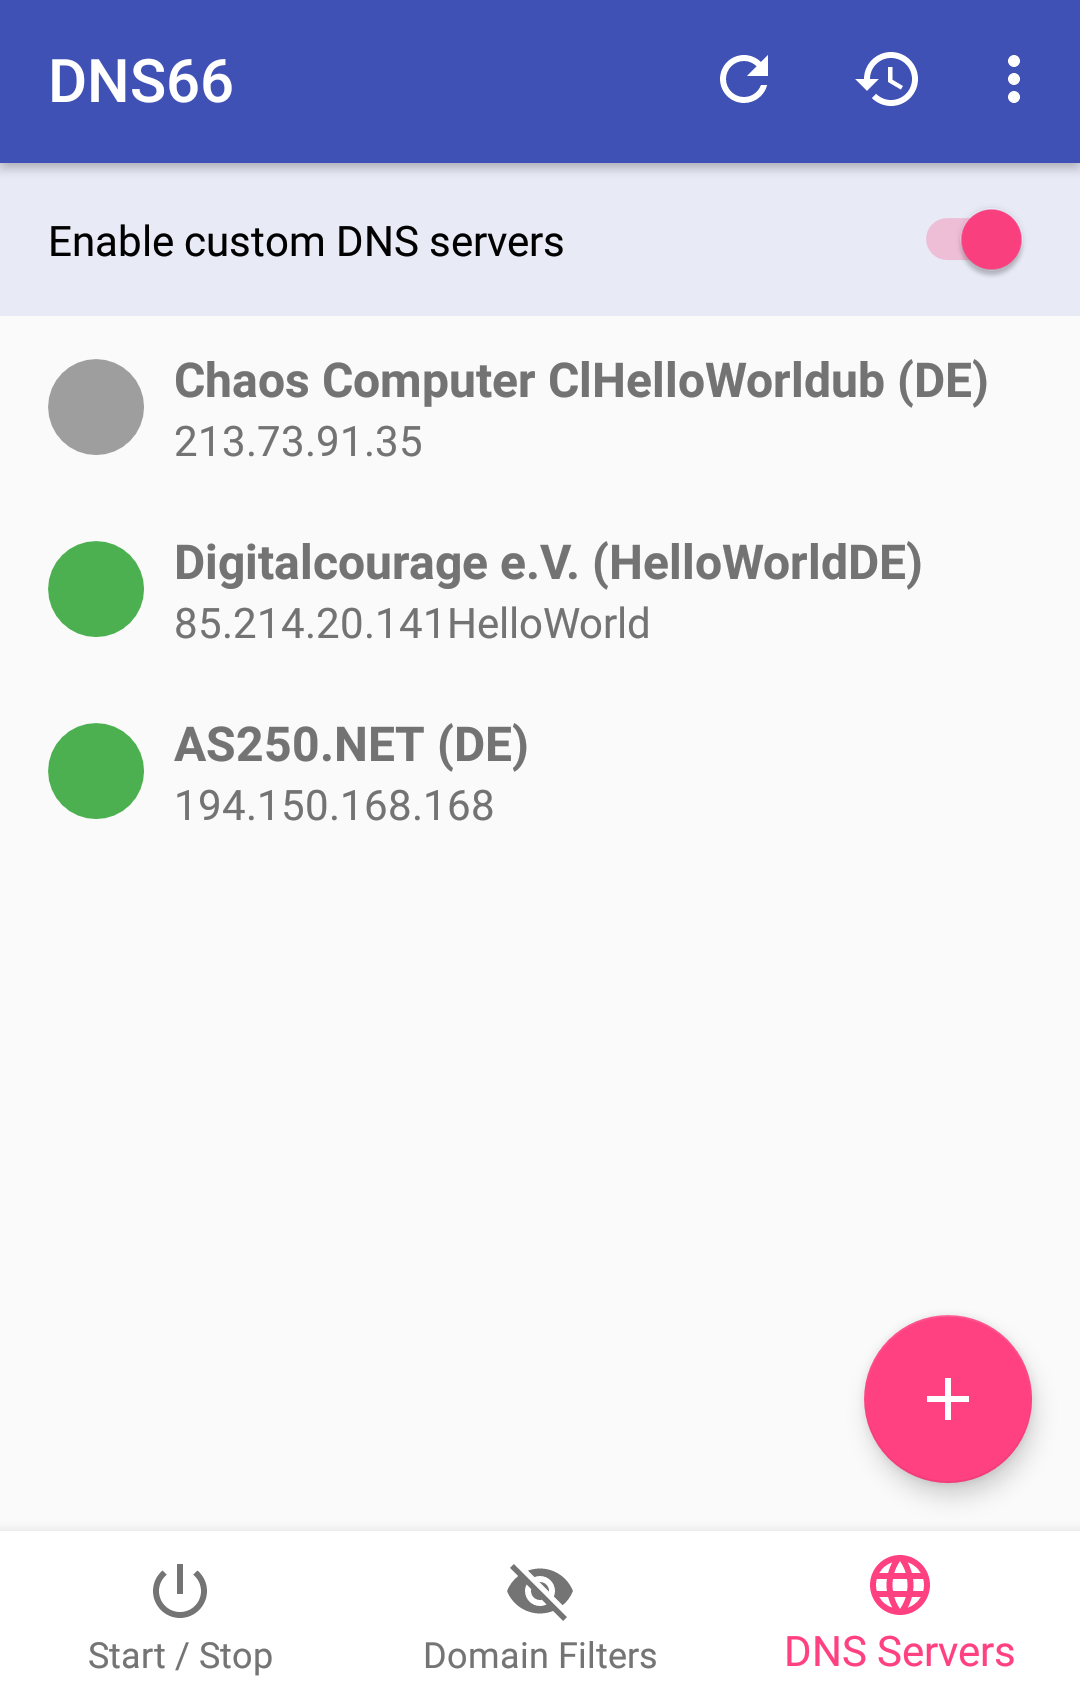 DNS66
Enable custom DNS servers
Chaos Computer ClHelloWorldub (DE)
213.73.91.35
Digitalcourage e.V. (HelloWorldDE)
85.214.20.141HelloWorld
AS250.NET (DE)
194.150.168.168
Start / Stop
Domain Filters
DNS Servers